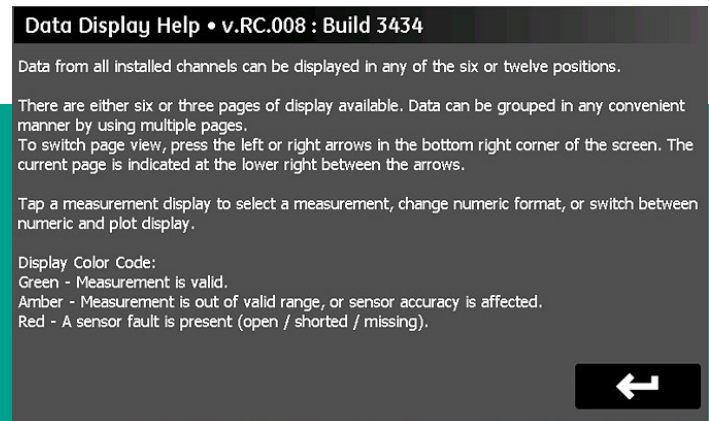 Data Display Help • v.RC.008 : Build 3434
Data from all installed channels can be displayed in any of the six or twelve positions.
There are either six or three pages of display available. Data can be grouped in any convenient
manner by using multiple pages.
To switch page view, press the left or right arrows in the bottom right corner of the screen. The
current page is indicated at the lower right between the arrows.
Tap a measurement display to select a measurement, change numeric format, or switch between
numeric and plot display.
Display Color Code:
Green - Measurement is valid.
Amber - Measurement is out of valid range, or sensor accuracy is affected.
Red - A sensor fault is present (open / shorted / missing).